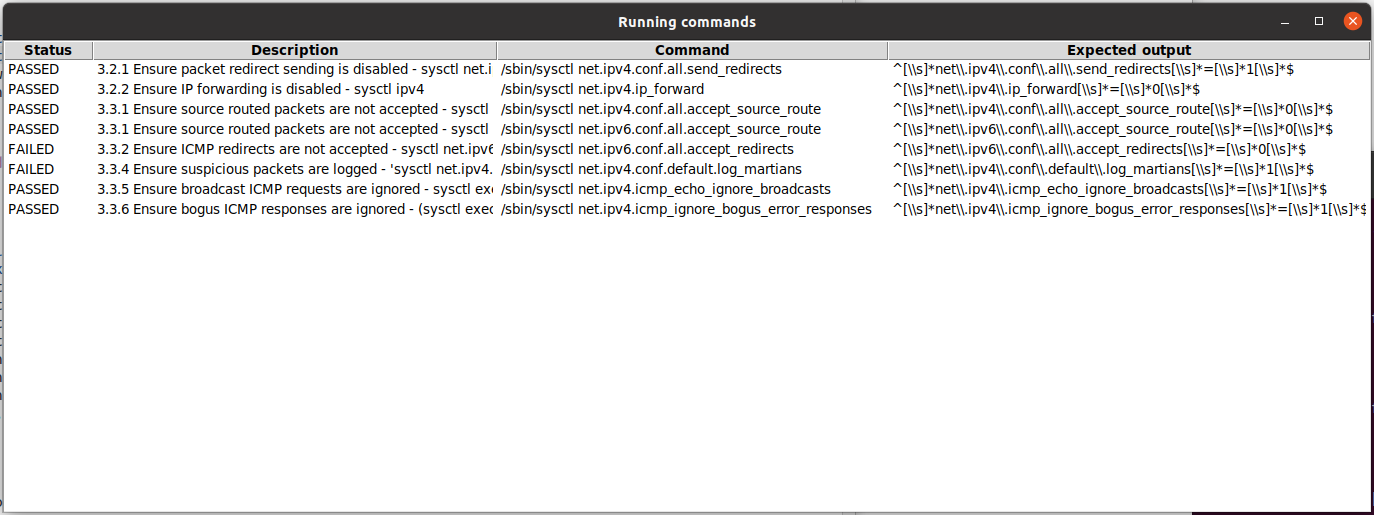 Running commands
Status Description Command Expected output
PASSED 3.2.1 Ensure packet redirect sending is disabled - sysctl net.i /sbin/sysctl net.ipv4.conf.all.send_redirects ^[\\s]*net\\.ipv4\\.conf\\.all\\.send_redirects[\\s]*=[\\s]*1[\\s]*$
PASSED 3.2.2 Ensure IP forwarding is disabled - sysctl ipv4 /sbin/sysctl net.ipv4.ip_forward ^[\\s]*net\\.ipv4\\.ip_forward[\\s]*=[\\s]*0[\\s]*$
PASSED 3.3.1 Ensure source routed packets are not accepted - sysctl /sbin/sysctl net.ipv4.conf.all.accept_source_route ^[\\s]*net\\.ipv4\\.conf\\.all\\.accept_source_route[\\s]*=[\\s]*0[\\s]*$
PASSED 3.3.1 Ensure source routed packets are not accepted - sysctl /sbin/sysctl net.ipv6.conf.all.accept_source_route ^[\\s]*net\\.ipv6\\.conf\\.all\\.accept_source_route[\\s]*=[\\s]*0[\\s]*$
FAILED 3.3.2 Ensure ICMP redirects are not accepted - sysctl net.ipv6 /sbin/sysctl net.ipv6.conf.all.accept_redirects ^[\\s]*net\\.ipv6\\.conf\\.all\\.accept_redirects[\\s]*=[\\s]*0[\\s]*$
FAILED 3.3.4 Ensure suspicious packets are logged - 'sysctl net.ipv4. /sbin/sysctl net.ipv4.conf.default.log_martians ^[\\s]*net\\.ipv4\\.conf\\.default\\.log_martians[\\s]*=[\\s]*1[\\s]*$
PASSED 3.3.5 Ensure broadcast ICMP requests are ignored - sysctl exe /sbin/sysctl net.ipv4.icmp_echo_ignore_broadcasts ^[\\s]*net\\.ipv4\\.icmp_echo_ignore_broadcasts[\\s]*=[\\s]*1[\\s]*$
PASSED 3.3.6 Ensure bogus ICMP responses are ignored - (sysctl exec /sbin/sysctl net.ipv4.icmp_ignore_bogus_error_responses ^[\\s]*net\\.ipv4\\.icmp_ignore_bogus_error_responses[\\s]*=[\\s]*1[\\s]*$